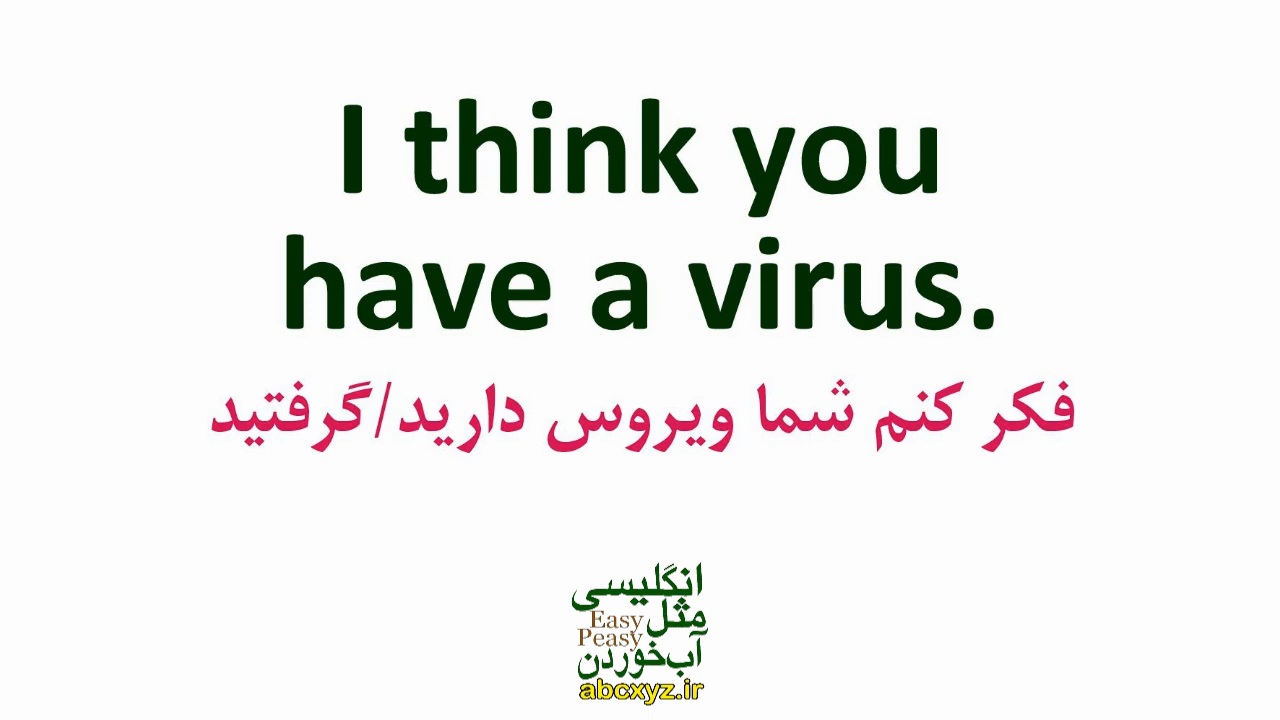 I think you
have a virus.
فکر کنم شما ویروس دارید/گرفتید
انگلیسی
مثل
Easy
Peasy
آب‌خوردن
abcxyz.ir